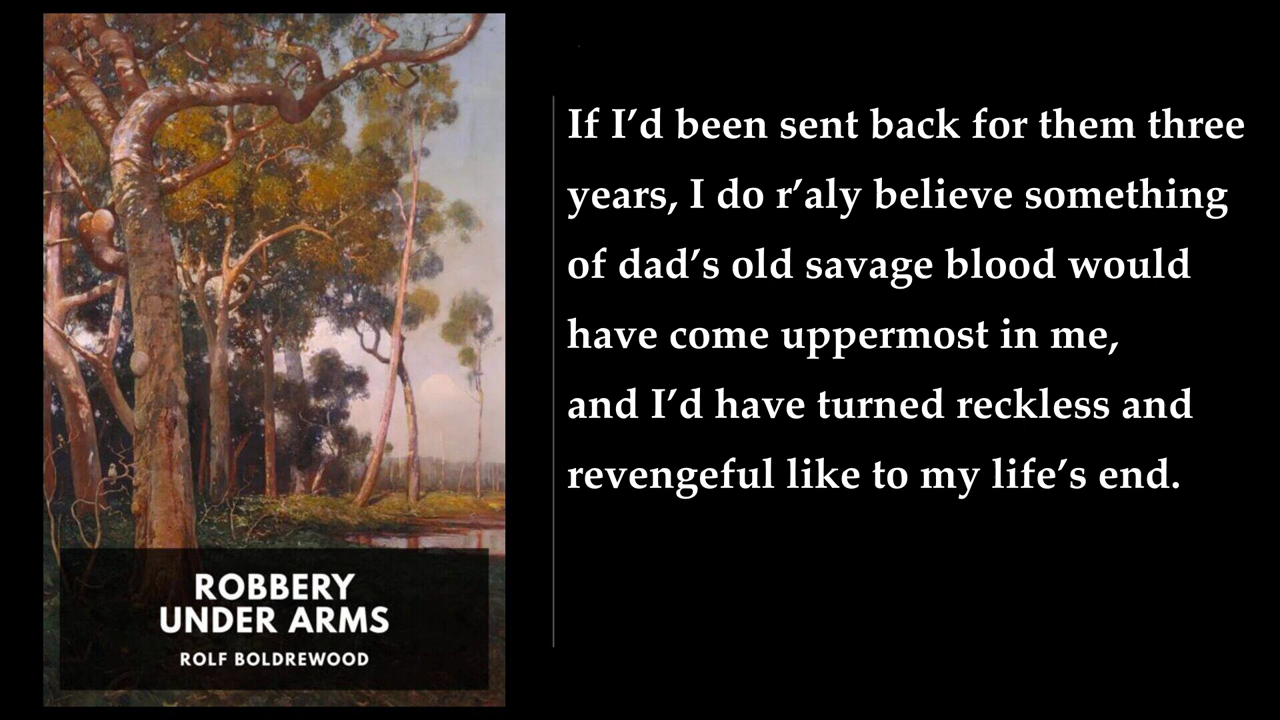 If I’d been sent back for them three
years, I do r’aly believe something
of dad’s old savage blood would
have come uppermost in me,
and I’d have turned reckless and
revengeful like to my life’s end.
ROBBERY
UNDER ARMS
ROLF BOLDREWOOD